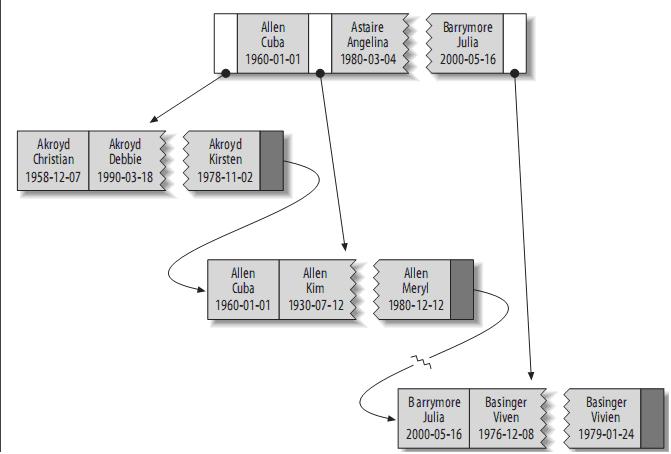 Allen
Cuba
1960-01-01
Astaire
Angelina
1980-03-04
Barrymore
Julia
2000-05-16
Akroyd
Christian
1958-12-07
Akroyd
Debbie
1990-03-18
Akroyd
Kirsten
1978-11-02
Allen
Cuba
1960-01-01
Allen
Kim
1930-07-12
Allen
Meryl
1980-12-12
Barrymore
Julia
2000-05-16
Basinger
Viven
1976-12-08
Basinger
Vivien
1979-01-24